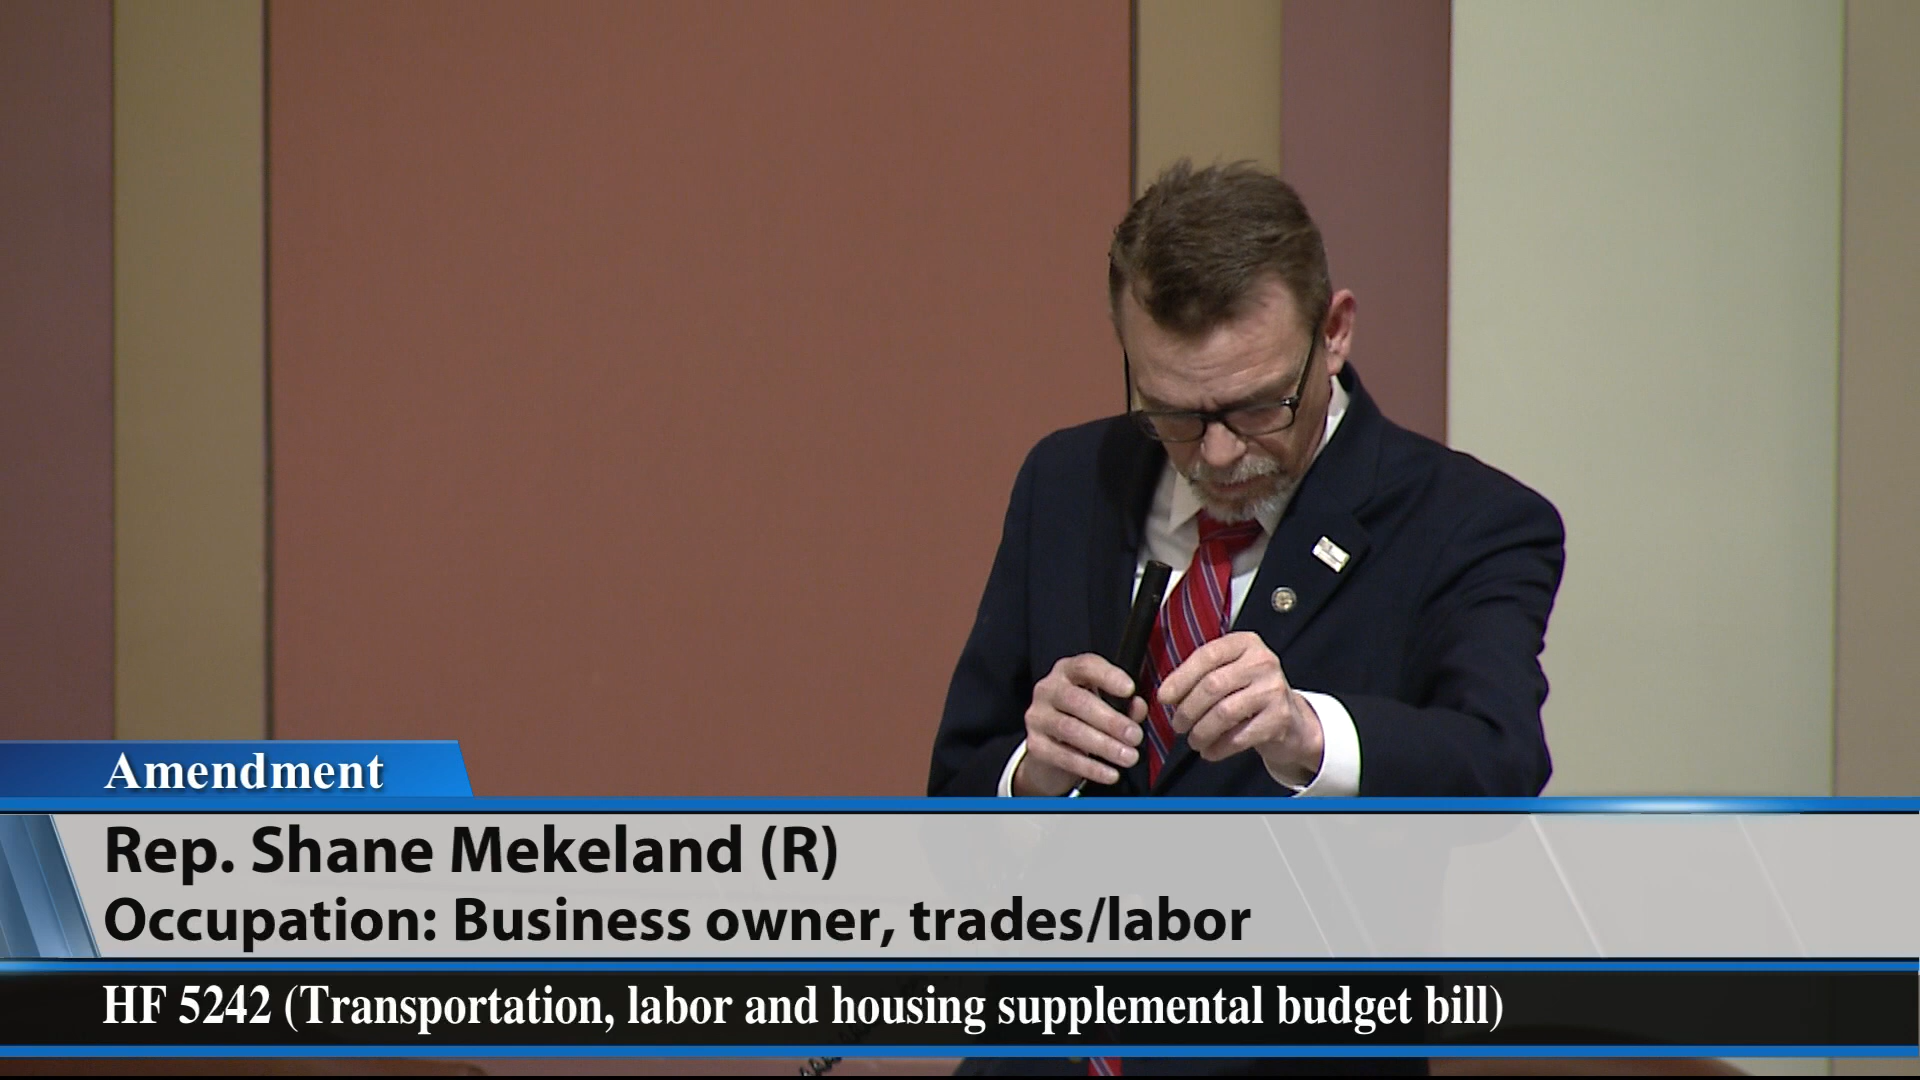 Amendment
Rep. Shane Mekeland (R)
Occupation: Business owner, trades/labor
HF 5242 (Transportation, labor and housing supplemental budget bill)